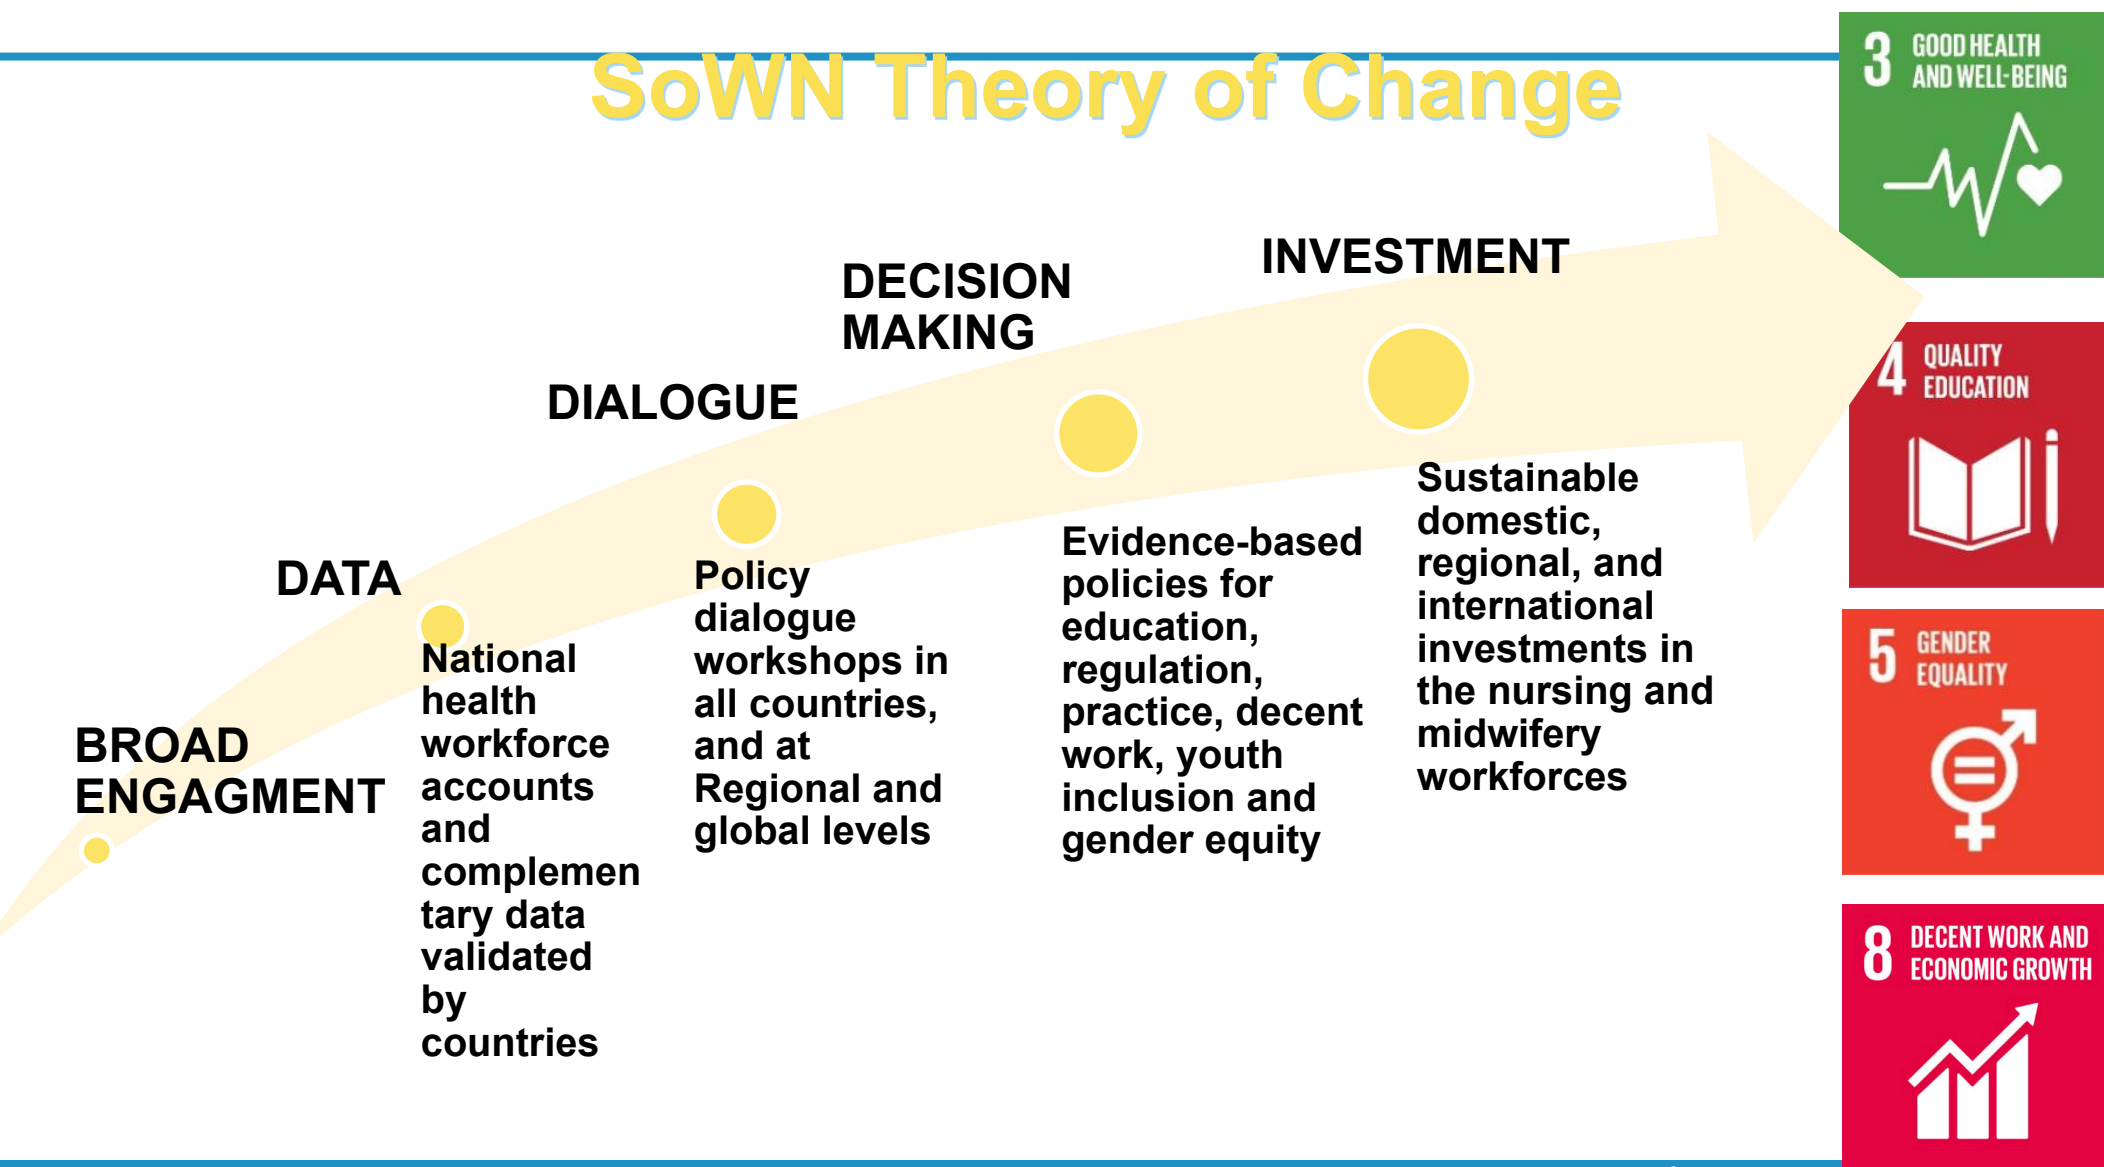 SoWN Theory of Change
BROAD
ENGAGMENT
DATA
National
health
workforce
accounts
and
complemen
tary data
validated
by
countries
DIALOGUE
Policy
dialogue
workshops in
all countries,
and at
Regional and
global levels
DECISION
MAKING
Evidence-based
policies for
education,
regulation,
practice, decent
work, youth
inclusion and
gender equity
INVESTMENT
Sustainable
domestic,
regional, and
international
investments in
the nursing and
midwifery
workforces
3 GOOD HEALTH
AND WELL-BEING
4 QUALITY
EDUCATION
5 GENDER
EQUALITY
8 DECENT WORK AND
ECONOMIC GROWTH